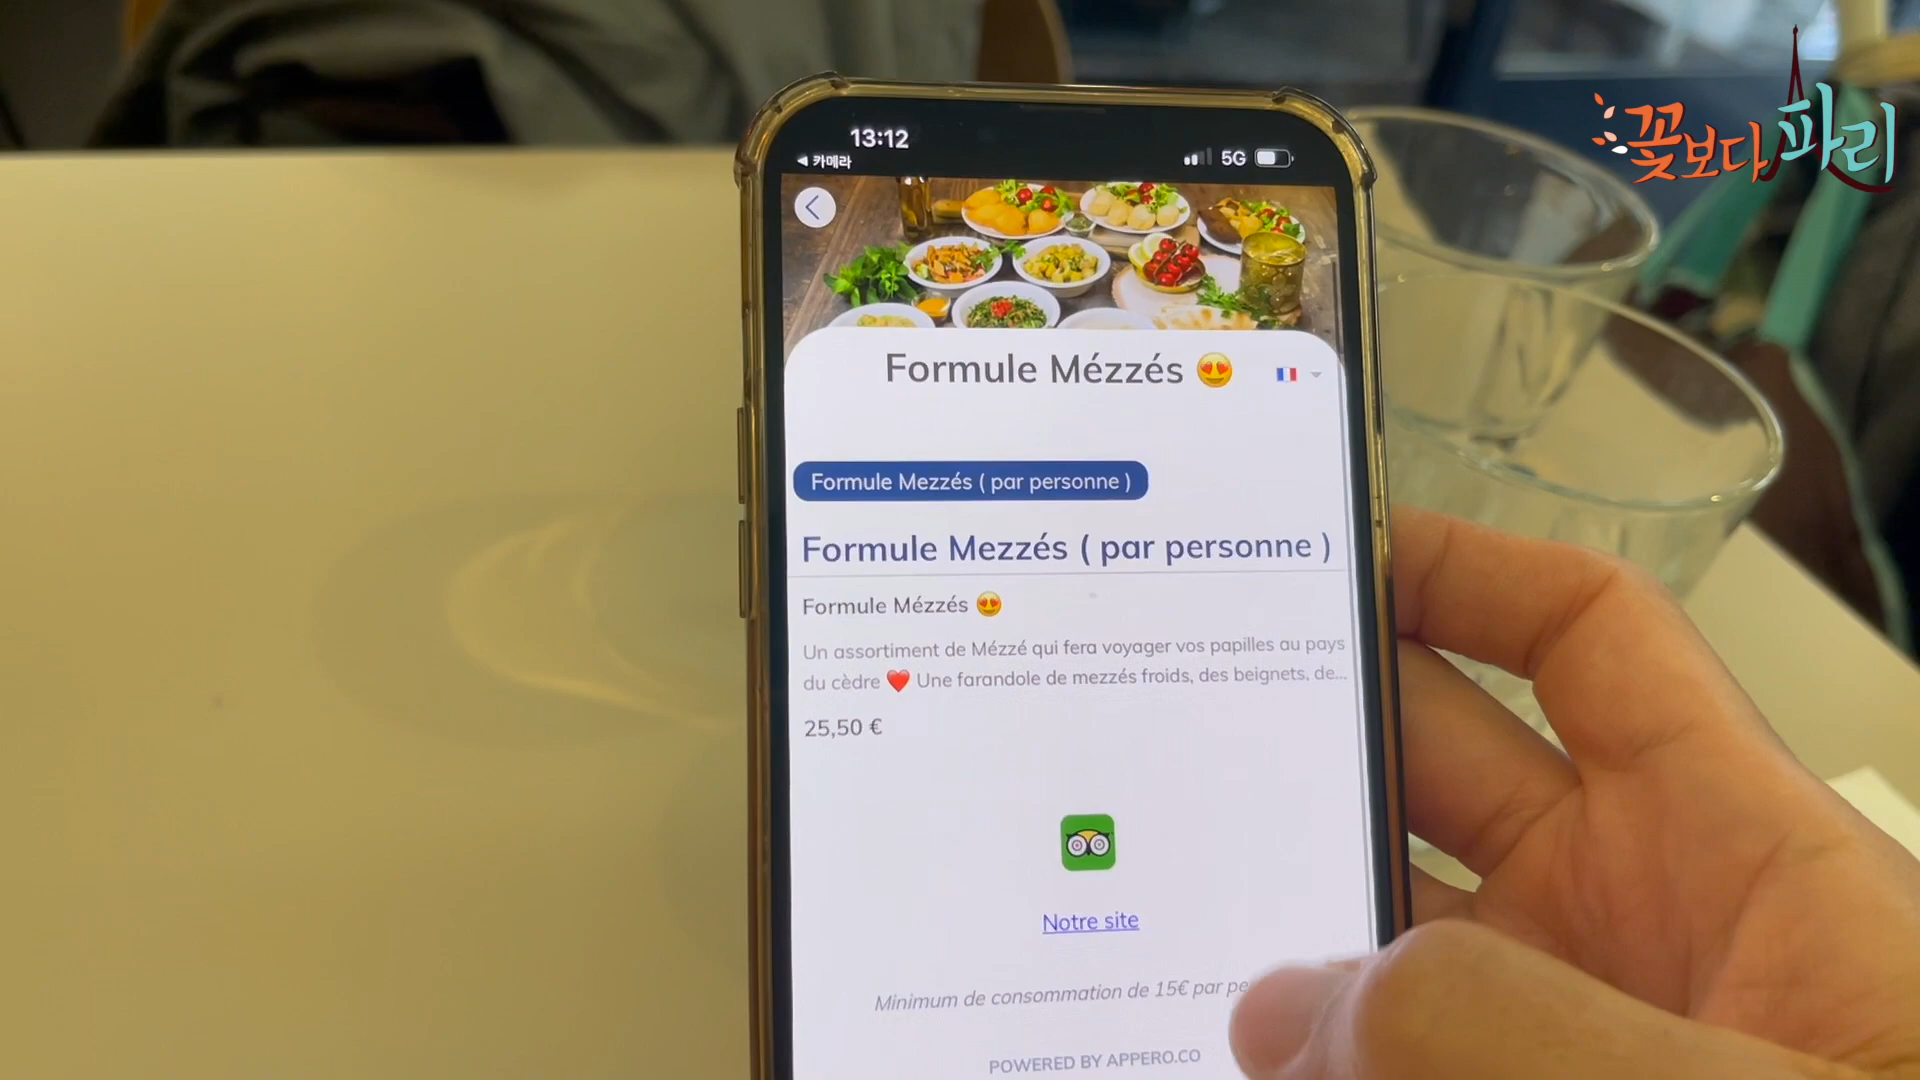 꽃보다 파리
13:12
◀ 카메라
5G
Formule Mézzés 😍
Formule Mezzés ( par personne )
Formule Mezzés ( par personne )
Formule Mézzés 😍
Un assortiment de Mézzé qui fera voyager vos papilles au pays
du cèdre ❤️ Une farandole de mezzés froids, des beignets, de...
25,50 €
Notre site
Minimum de consommation de 15€ par
POWERED BY APPERO.CO